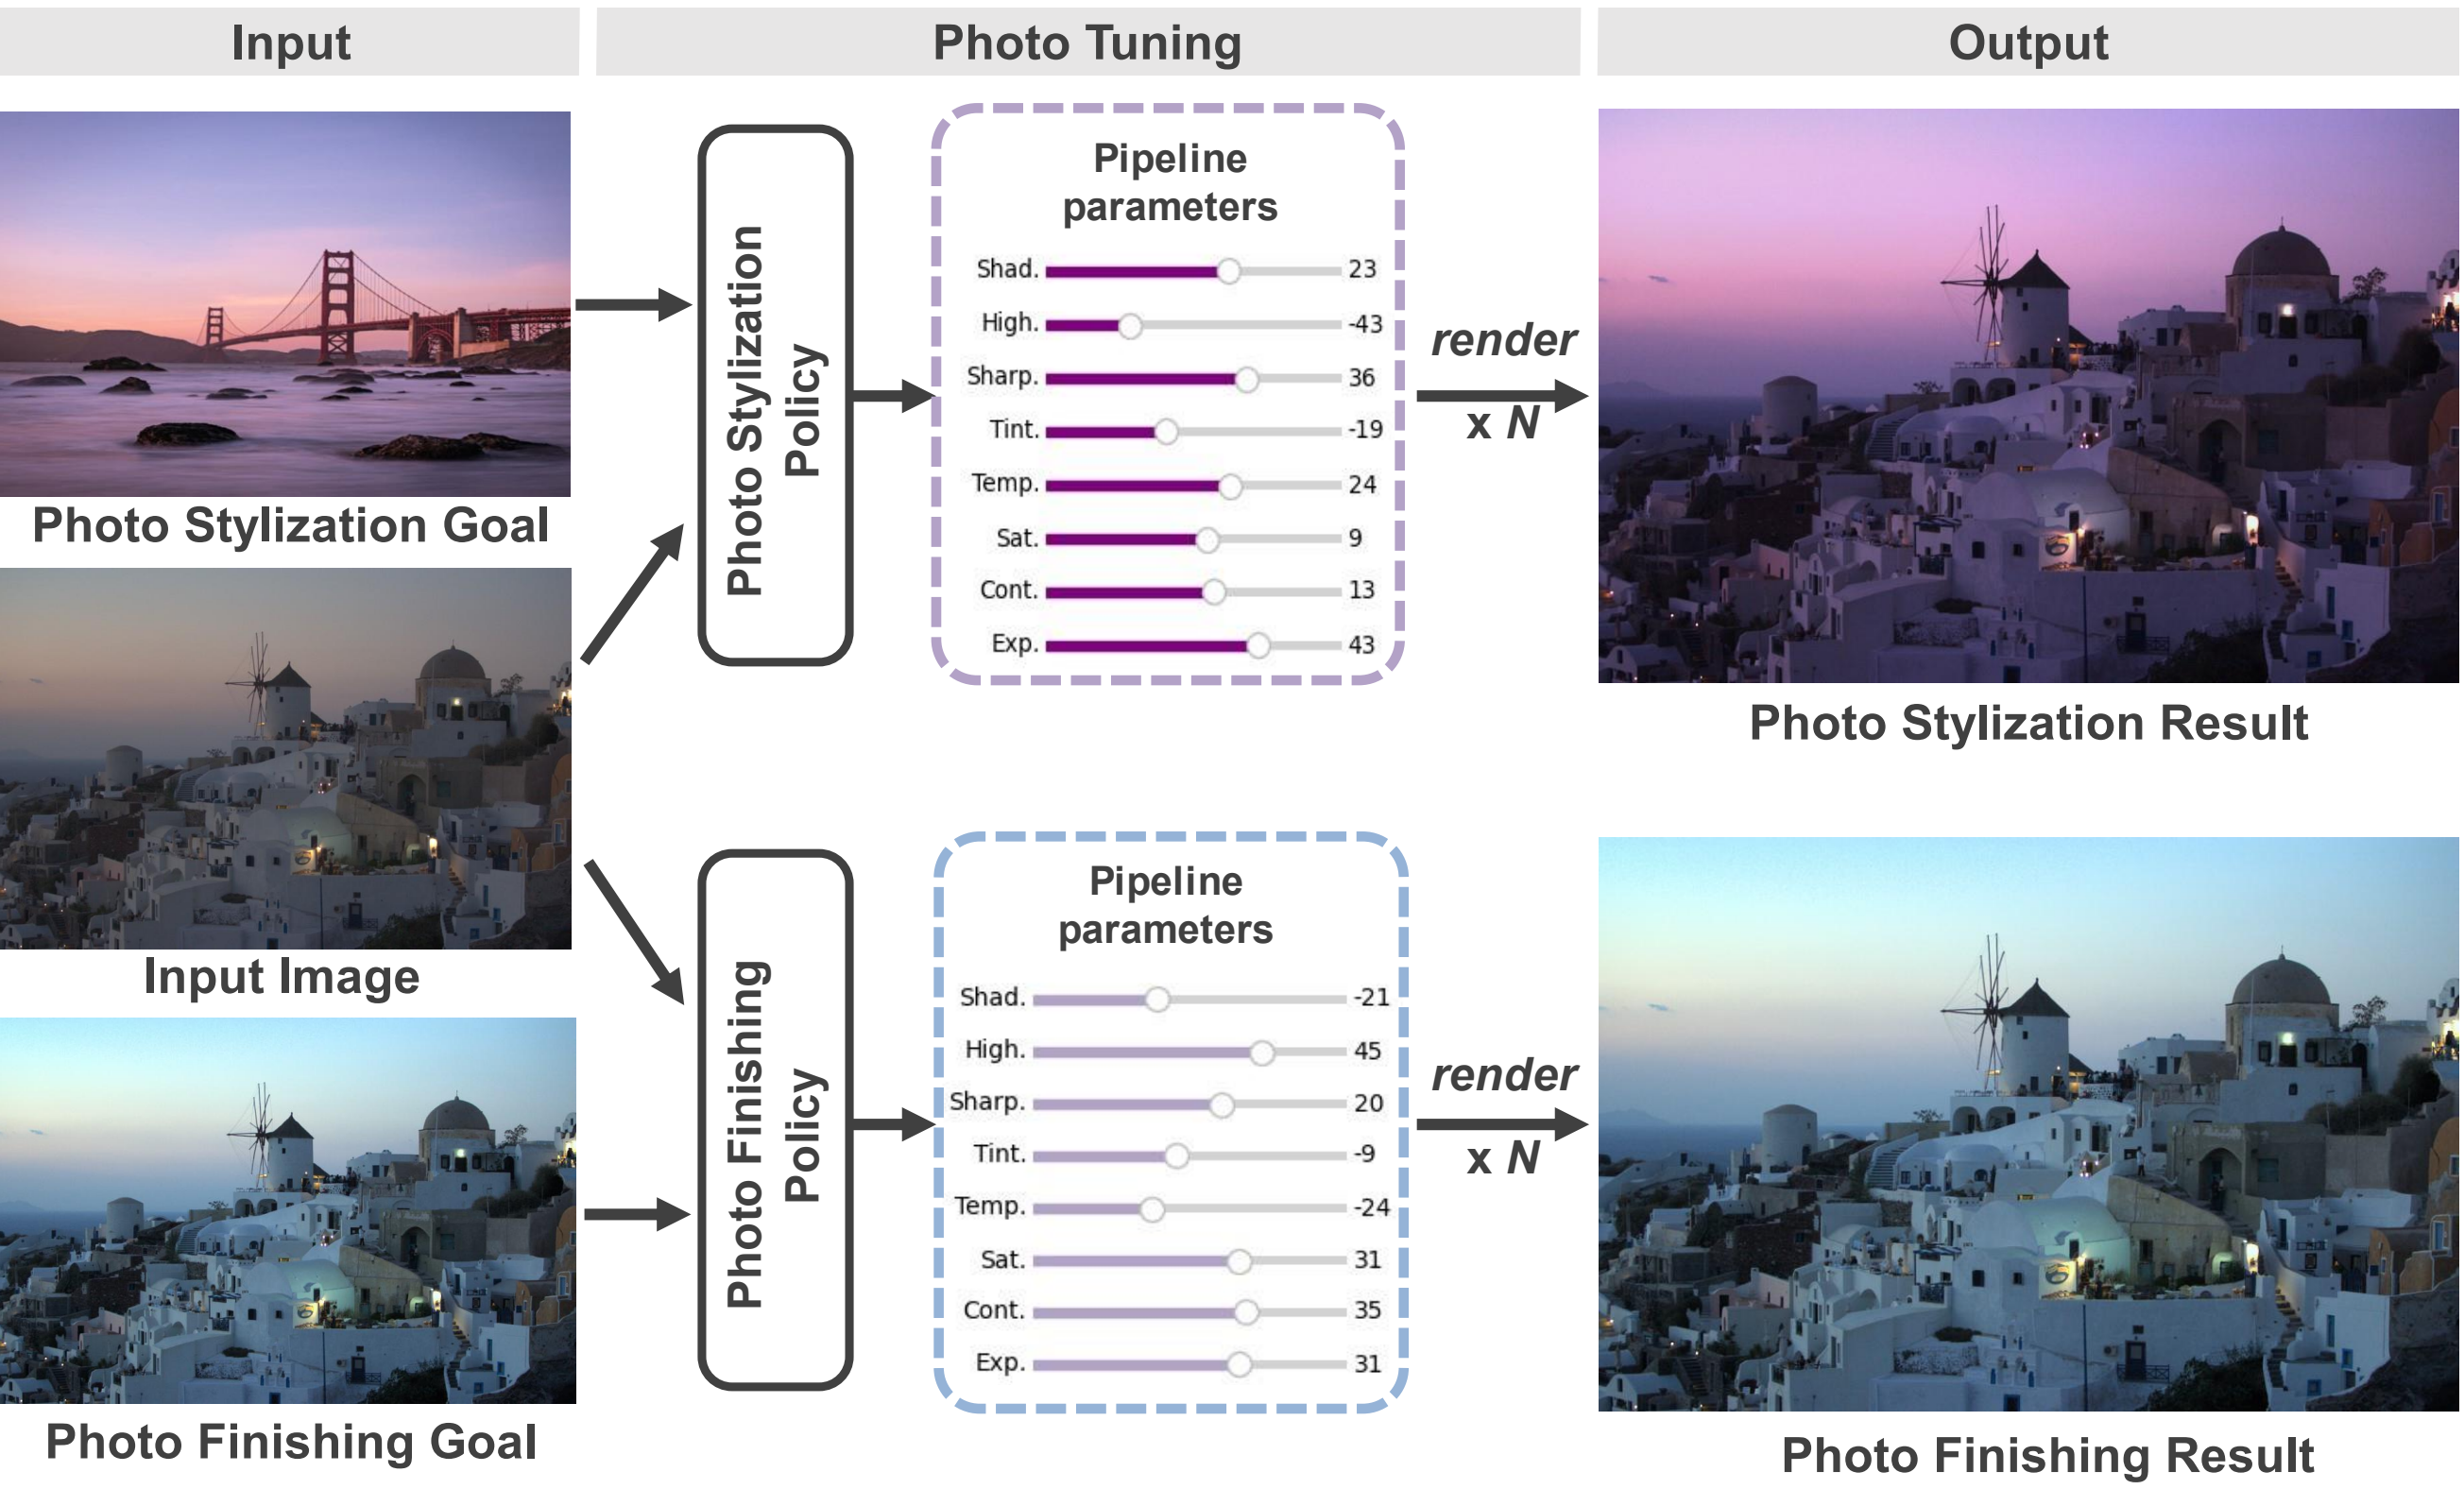 Input
Photo Tuning
Output
Photo Stylization Goal
Input Image
Photo Finishing Goal
Photo Stylization
Policy
Pipeline
parameters
Shad. 23
High. -43
Sharp. 36
Tint. -19
Temp. 24
Sat. 9
Cont. 13
Exp. 43
render
x N
Photo Stylization Result
Photo Finishing
Policy
Pipeline
parameters
Shad. -21
High. 45
Sharp. 20
Tint. -9
Temp. -24
Sat. 31
Cont. 35
Exp. 31
render
x N
Photo Finishing Result